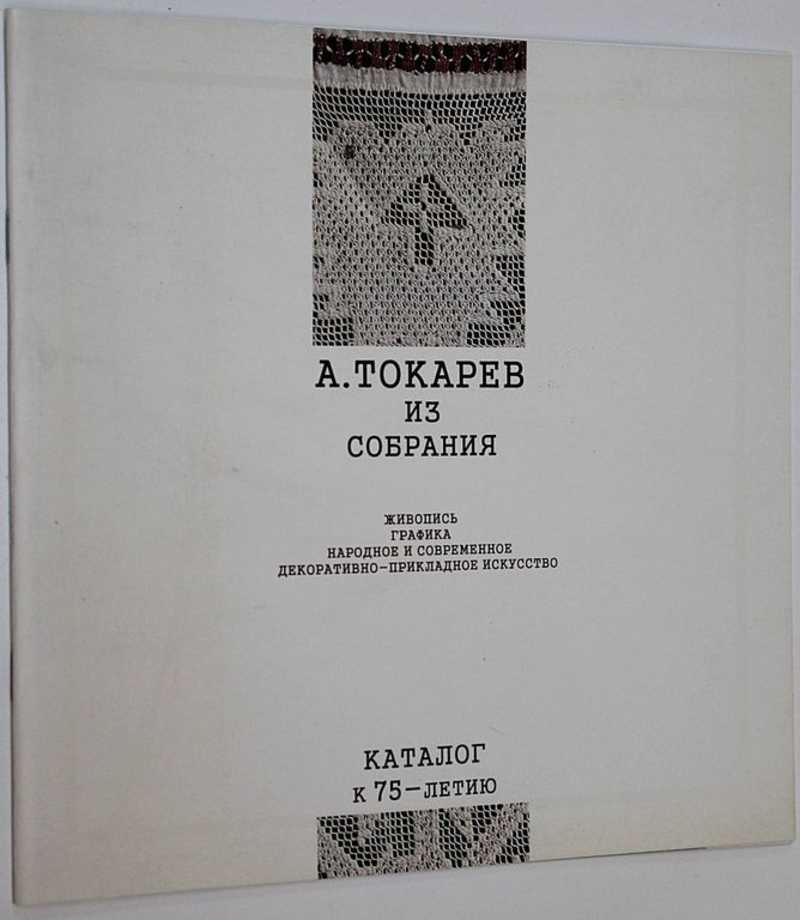 А.ТОКАРЕВ
ИЗ
СОБРАНИЯ
ЖИВОПИСЬ
ГРАФИКА
НАРОДНОЕ И СОВРЕМЕННОЕ
ДЕКОРАТИВНО-ПРИКЛАДНОЕ ИСКУССТВО
КАТАЛОГ
К 75-ЛЕТИЮ